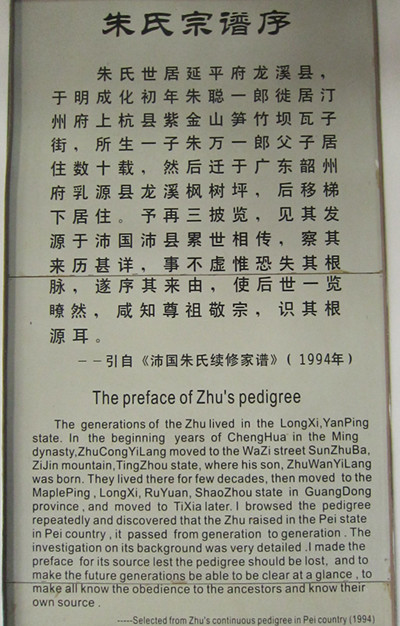 朱氏宗谱序
朱氏世居延平府龙溪县,
于明成化初年朱聪一郎徙居汀
州府上杭县紫金山笋竹坝瓦子
街,所生一子朱万一郎父子居
住数十载,然后迁于广东韶州
府乳源县龙溪枫树坪,后移梯
下居住。予再三披览,见其发
源于沛国沛县累世相传,察其
来历甚详,事不虚惟恐失其根
脉,遂序其来由,使后世一览
瞭然,咸知尊祖敬宗,识其根
源耳。
——引自《沛国朱氏续修家谱》(1994年)
The preface of Zhu's pedigree
The generations of the Zhu lived in the LongXi,YanPing
state. In the beginning years of ChengHua in the Ming
dynasty,ZhuCongYiLang moved to the WaZi street SunZhuBa,
ZiJin mountain,TingZhou state, where his son, ZhuWanYiLang
was born. They lived there for few decades, then moved to the
MaplePing , LongXi, RuYuan, ShaoZhou state in GuangDong
province , and moved to TiXia later. I browsed the pedigree
repeatedly and discovered that the Zhu raised in the Pei state
in Pei country , it passed from generation to generation . The
investigation on its background was very detailed .I made the
preface for its source lest the pedigree should be lost, and to
make the future generations be able to be clear at a glance , to
make all know the obedience to the ancestors and know their
own source .
-----Selected from Zhu's continuous pedigree in Pei country (1994)